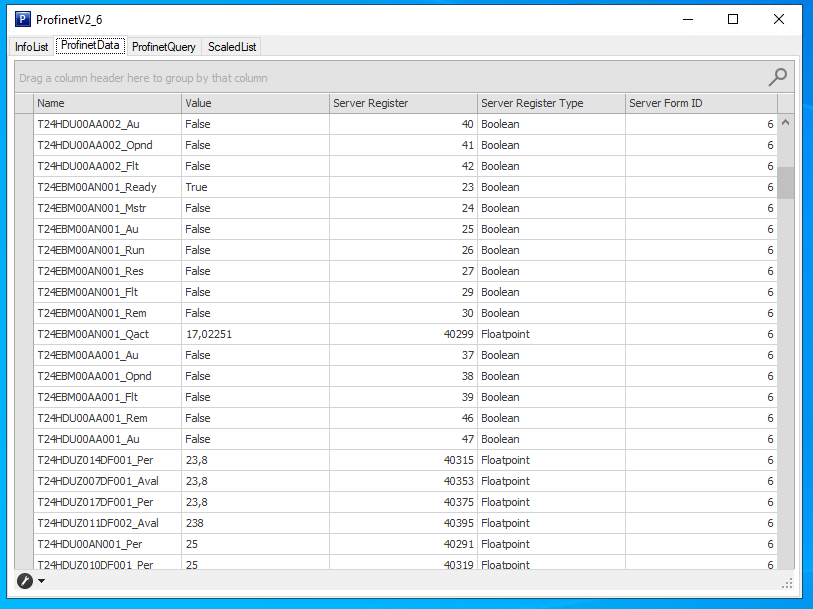 ProfinetV2_6
InfoList ProfinetData ProfinetQuery ScaledList
Drag a column header here to group by that column
Name Value Server Register Server Register Type Server Form ID
T24HDU00AA002_Au False 40 Boolean 6
T24HDU00AA002_Opnd False 41 Boolean 6
T24HDU00AA002_Flt False 42 Boolean 6
T24EBM00AN001_Ready True 23 Boolean 6
T24EBM00AN001_Mstr False 24 Boolean 6
T24EBM00AN001_Au False 25 Boolean 6
T24EBM00AN001_Run False 26 Boolean 6
T24EBM00AN001_Res False 27 Boolean 6
T24EBM00AN001_Flt False 29 Boolean 6
T24EBM00AN001_Rem False 30 Boolean 6
T24EBM00AN001_Qact 17,02251 40299 Floatpoint 6
T24EBM00AA001_Au False 37 Boolean 6
T24EBM00AA001_Opnd False 38 Boolean 6
T24EBM00AA001_Flt False 39 Boolean 6
T24HDU00AA001_Rem False 46 Boolean 6
T24HDU00AA001_Au False 47 Boolean 6
T24HDUZ014DF001_Per 23,8 40315 Floatpoint 6
T24HDUZ007DF001_Aval 23,8 40353 Floatpoint 6
T24HDUZ017DF001_Per 23,8 40375 Floatpoint 6
T24HDUZ011DF002_Aval 238 40395 Floatpoint 6
T24HDU00AN001_Per 25 40291 Floatpoint 6
T24HDUZ010DF001_Per 25 40319 Floatpoint 6